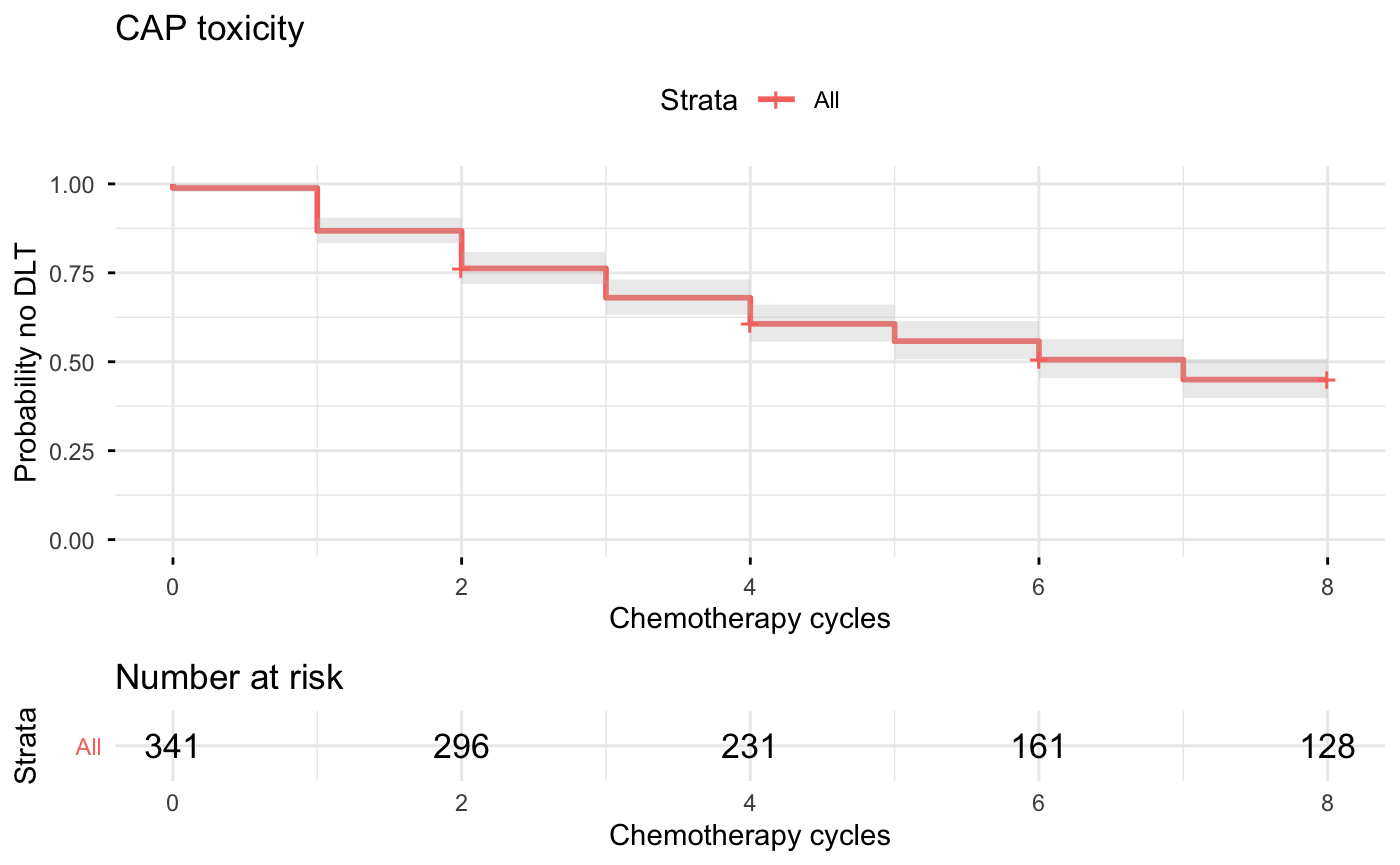 CAP toxicity
Strata All
Probability no DLT
1.00
0.75
0.50
0.25
0.00
0 2 4 6 8
Chemotherapy cycles
Number at risk
Strata
All 341 296 231 161 128
0 2 4 6 8
Chemotherapy cycles